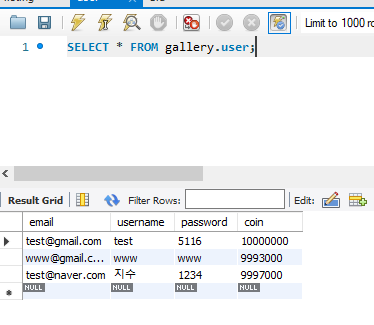 Limit to 1000 ro
1 SELECT * FROM gallery.user;
Result Grid Filter Rows: Edit:
email username password coin
test@gmail.com test 5116 10000000
www@gmail.c... www www 9993000
test@naver.com 지수 1234 9997000
NULL NULL NULL NULL